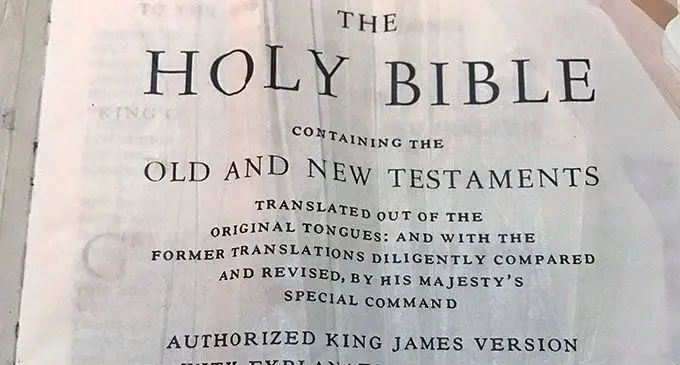 THE
HOLY BIBLE
CONTAINING THE
OLD AND NEW TESTAMENTS
TRANSLATED OUT OF THE
ORIGINAL TONGUES: AND WITH THE
FORMER TRANSLATIONS DILIGENTLY COMPARED
AND REVISED, BY HIS MAJESTY'S
SPECIAL COMMAND
AUTHORIZED KING JAMES VERSION